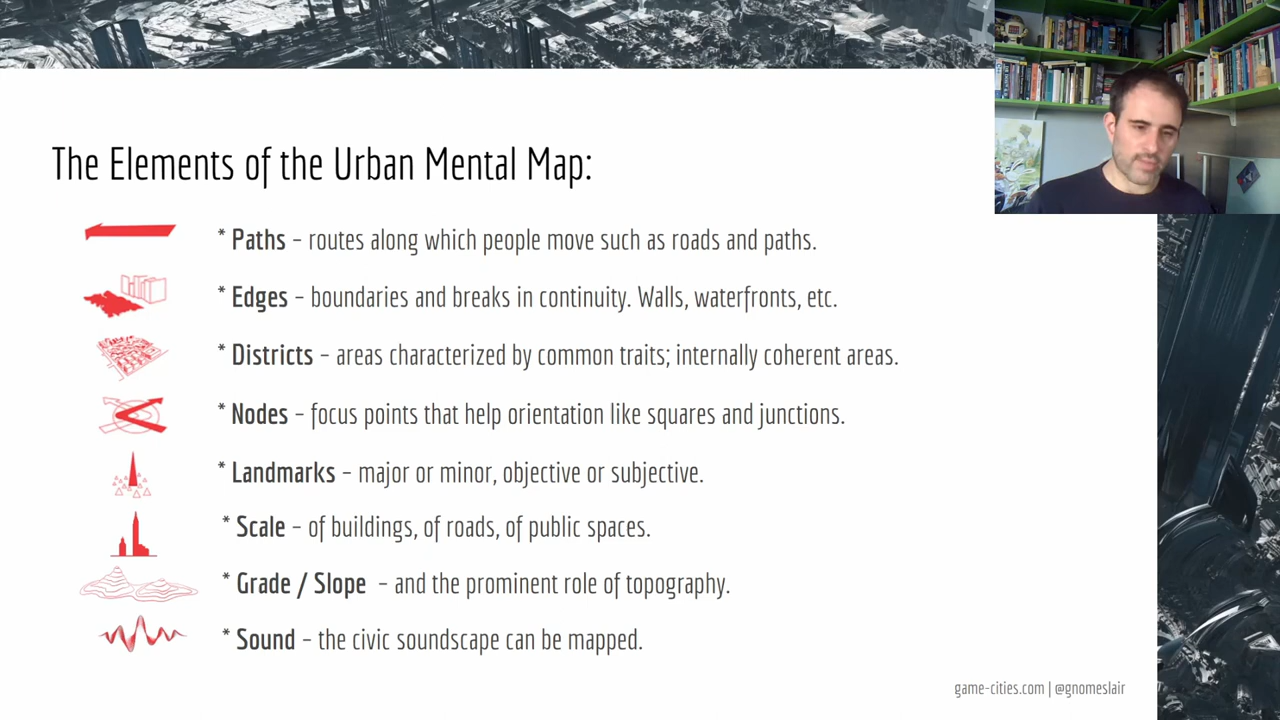 The Elements of the Urban Mental Map:
* Paths – routes along which people move such as roads and paths.
* Edges – boundaries and breaks in continuity. Walls, waterfronts, etc.
* Districts – areas characterized by common traits; internally coherent areas.
* Nodes – focus points that help orientation like squares and junctions.
* Landmarks – major or minor, objective or subjective.
* Scale – of buildings, of roads, of public spaces.
* Grade / Slope – and the prominent role of topography.
* Sound – the civic soundscape can be mapped.
game-cities.com | @gnomeslair